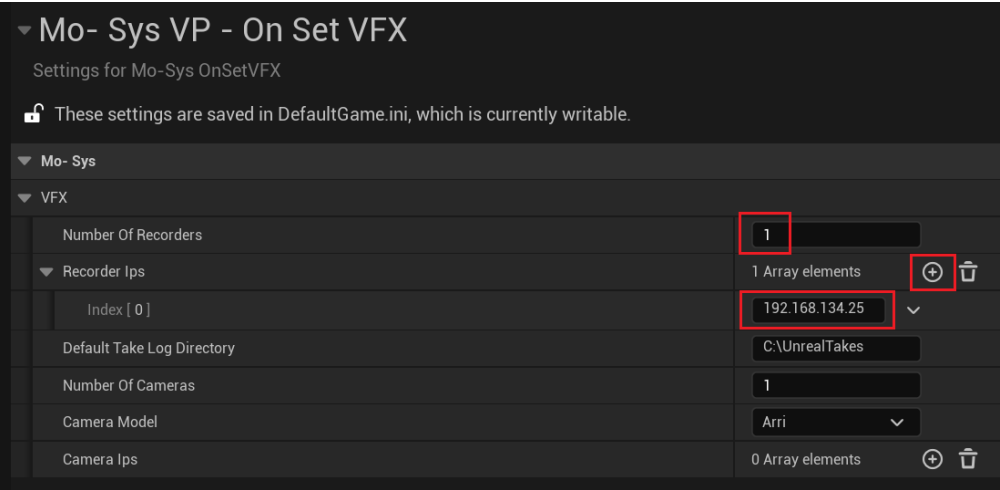 Mo- Sys VP - On Set VFX
Settings for Mo-Sys OnSetVFX
These settings are saved in DefaultGame.ini, which is currently writable.
Mo- Sys
VFX
Number Of Recorders 1
Recorder Ips 1 Array elements
Index [ 0 ] 192.168.134.25
Default Take Log Directory C:\UnrealTakes
Number Of Cameras 1
Camera Model Arri
Camera Ips 0 Array elements